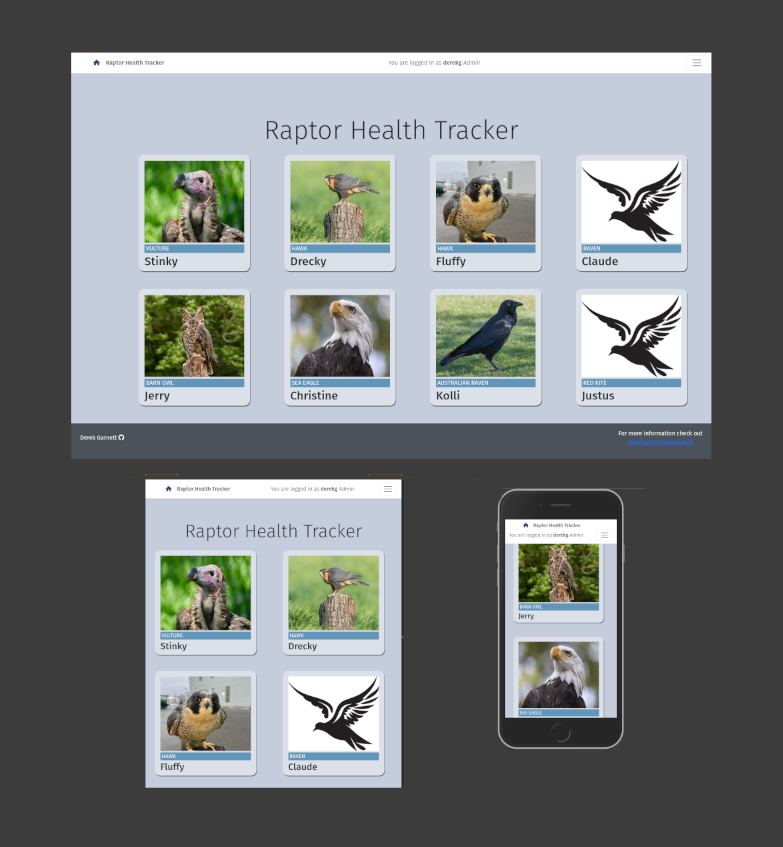 Raptor Health Tracker
You are logged in as derekg Admin
Raptor Health Tracker
VULTURE
Stinky
HAWK
Drecky
HAWK
Fluffy
RAVEN
Claude
BARN OWL
Jerry
SEA EAGLE
Christine
AUSTRALIAN RAVEN
Kolli
RED KITE
Justus
Derek Garnett
For more information check out
Raptor Health Tracker
You are logged in as derekg Admin
Raptor Health Tracker
VULTURE
Stinky
HAWK
Drecky
HAWK
Fluffy
RAVEN
Claude
Raptor Health Tracker
You are logged in as derekg Admin
BARN OWL
Jerry
SEA EAGLE